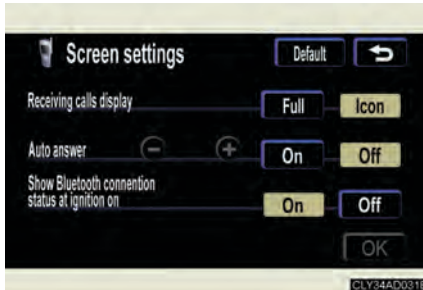 Screen settings
Default
Receiving calls display
Full
Icon
Auto answer
On
Off
Show Bluetooth connention
status at ignition on
On
Off
OK
CLY34AD031E